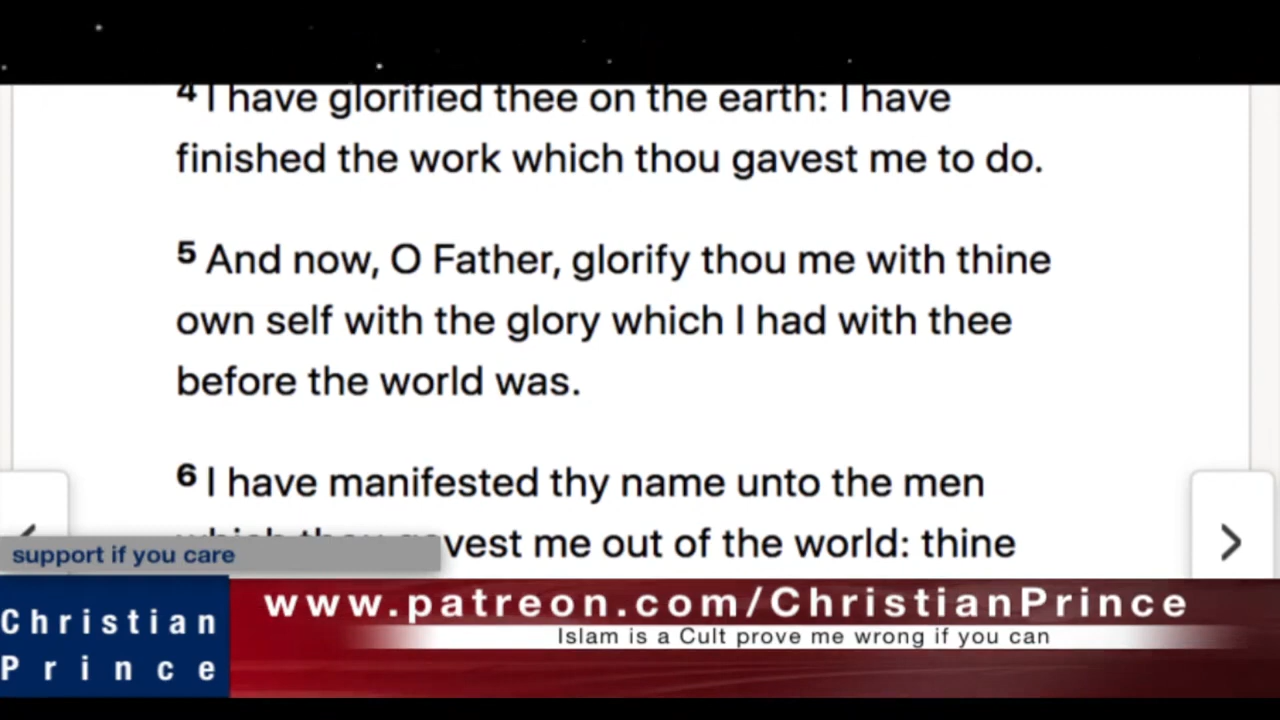 4 I have glorified thee on the earth: I have
finished the work which thou gavest me to do.
5 And now, O Father, glorify thou me with thine
own self with the glory which I had with thee
before the world was.
6 I have manifested thy name unto the men
vest me out of the world: thine
support if you care
Christian
Prince
www.patreon.com/ChristianPrince
Islam is a Cult prove me wrong if you can